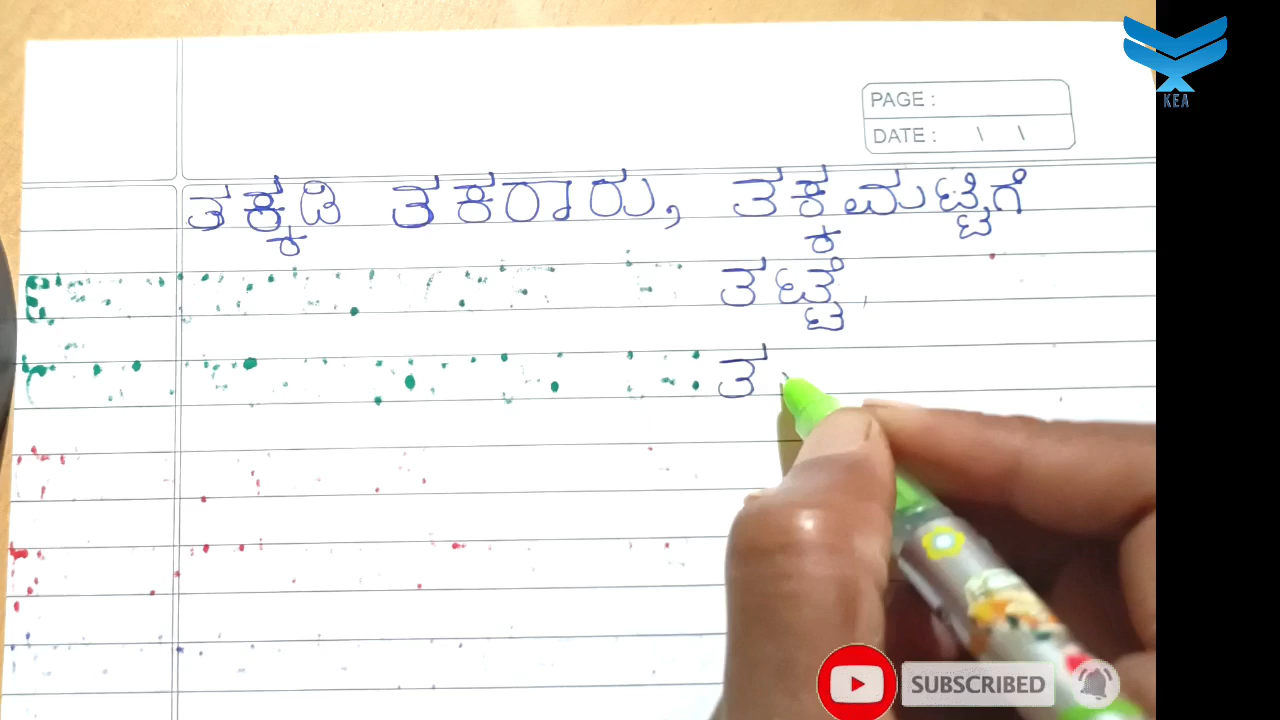 KEA
PAGE :
DATE : \ \
ತಕ್ಕಡಿ ತಕರಾರು, ತಕ್ಕಮಟ್ಟಿಗೆ
ತಟ್ಟೆ
ತ
SUBSCRIBED